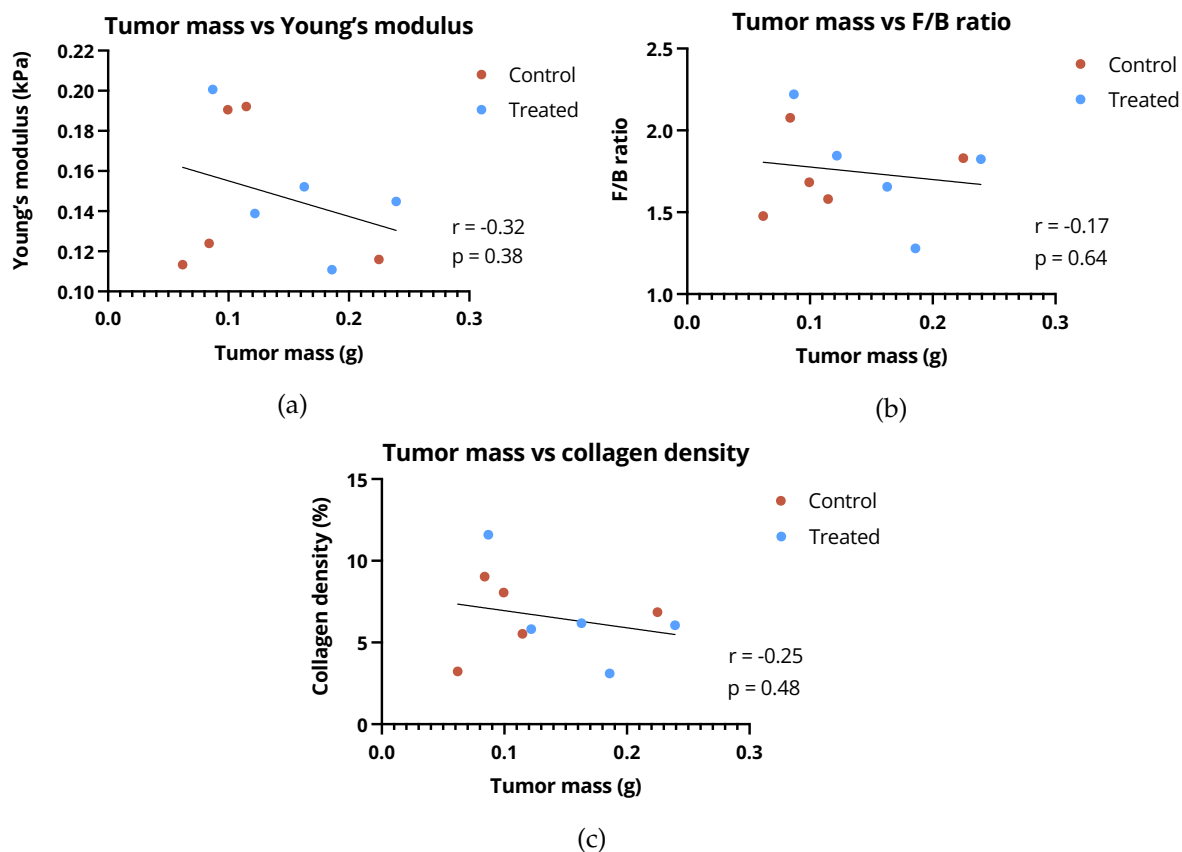 Tumor mass vs Young's modulus
Young's modulus (kPa)
0.22
0.20
0.18
0.16
0.14
0.12
0.10
0.0
0.1
0.2
0.3
Tumor mass (g)
Control
Treated
r = -0.32
p = 0.38
(a)
Tumor mass vs F/B ratio
F/B ratio
2.5
2.0
1.5
1.0
0.0
0.1
0.2
0.3
Tumor mass (g)
Control
Treated
r = -0.17
p = 0.64
(b)
Tumor mass vs collagen density
Collagen density (%)
15
10
5
0
0.0
0.1
0.2
0.3
Tumor mass (g)
Control
Treated
r = -0.25
p = 0.48
(c)